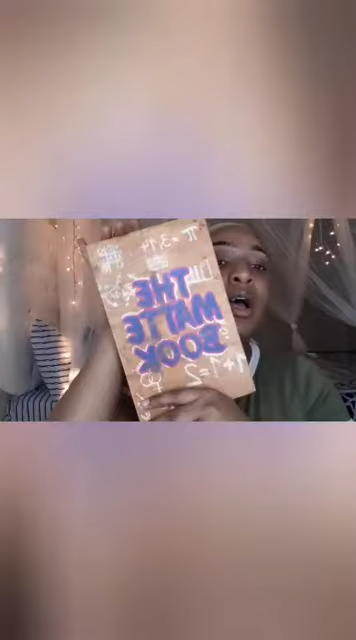 π = 3,14
THE
MATTE
BOOK
1+1=2